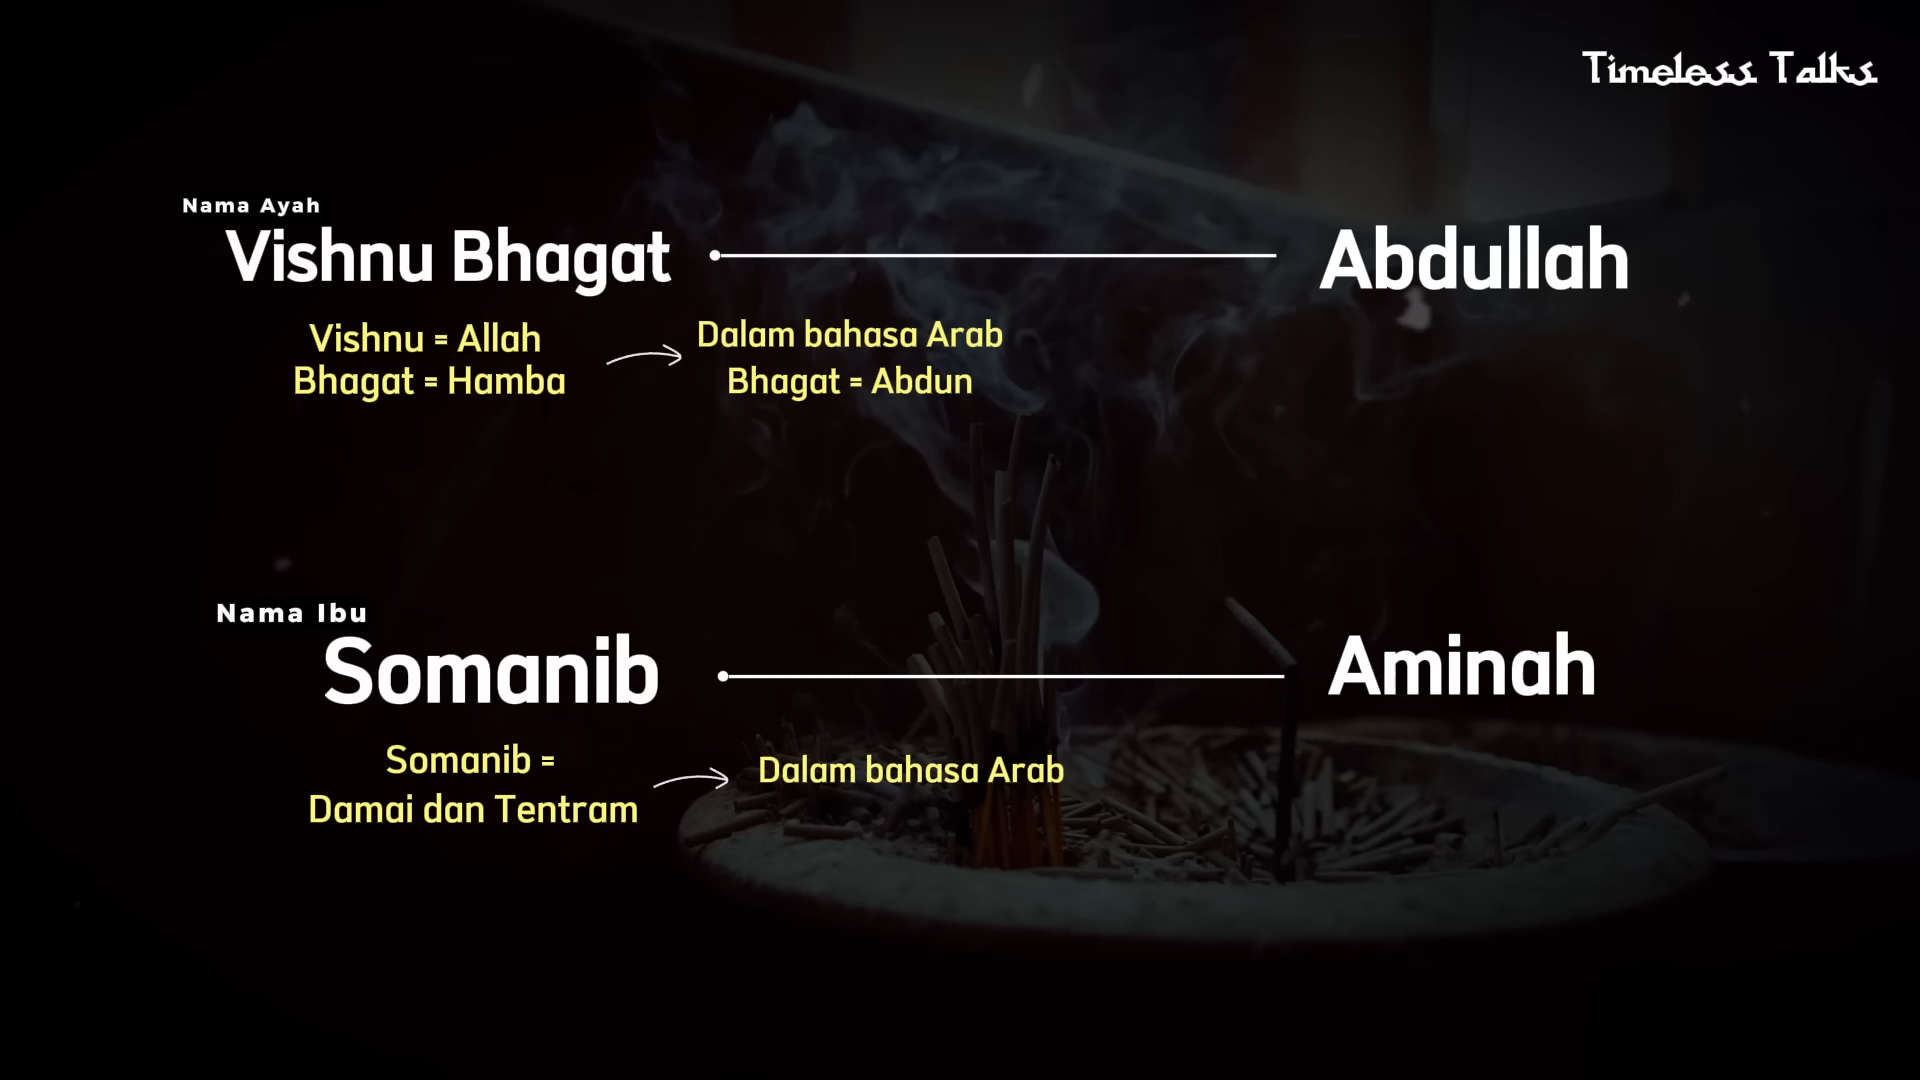 Timeless Talks
Nama Ayah
Vishnu Bhagat
Abdullah
Vishnu = Allah
Bhagat = Hamba
Dalam bahasa Arab
Bhagat = Abdun
Nama Ibu
Somanib
Aminah
Somanib =
Damai dan Tentram
Dalam bahasa Arab